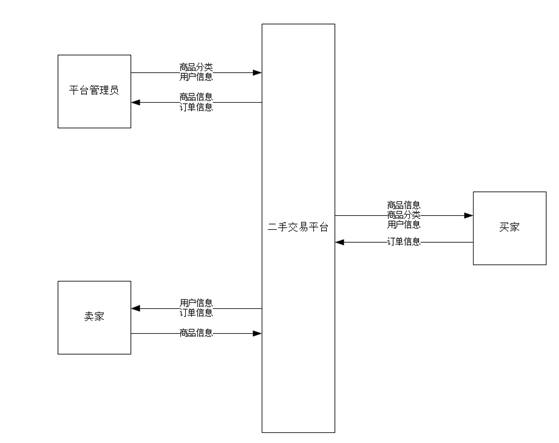 商品分类
用户信息
平台管理员
商品信息
订单信息
商品信息
商品分类
用户信息
二手交易平台
买家
订单信息
用户信息
订单信息
卖家
商品信息